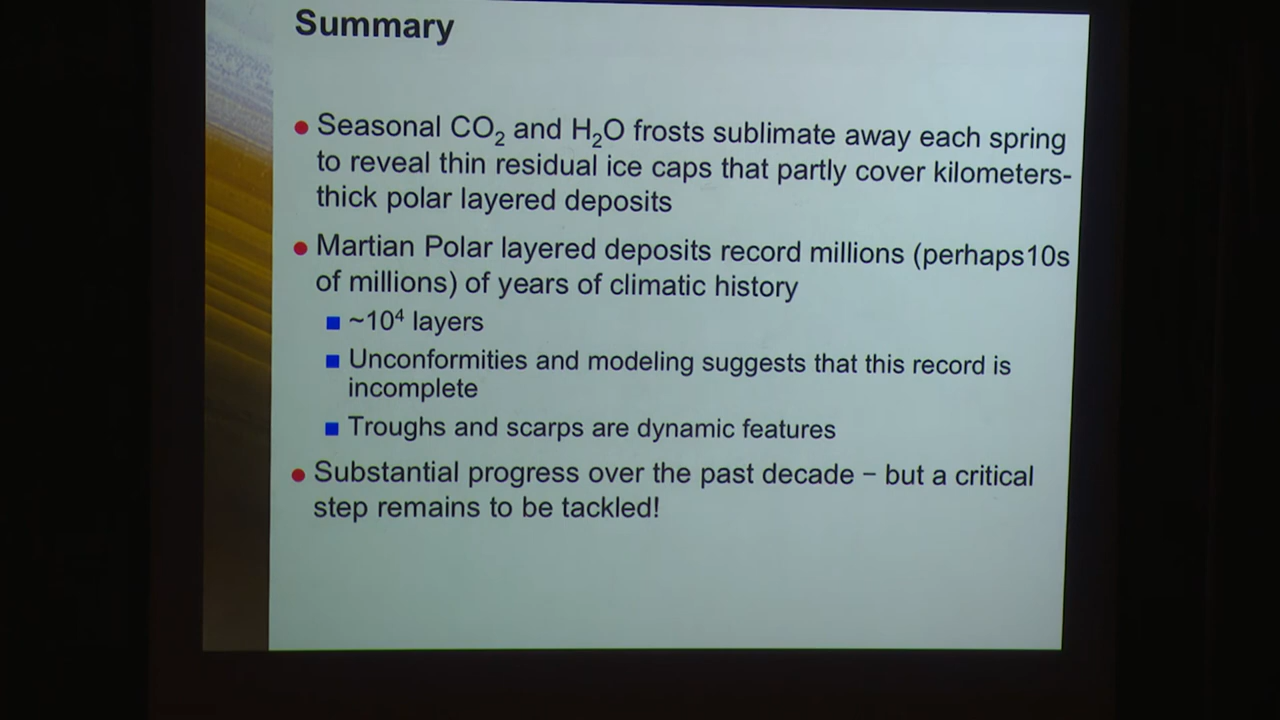 Summary
● Seasonal CO₂ and H₂O frosts sublimate away each spring
to reveal thin residual ice caps that partly cover kilometers-
thick polar layered deposits
● Martian Polar layered deposits record millions (perhaps10s
of millions) of years of climatic history
■ ~10⁴ layers
■ Unconformities and modeling suggests that this record is
incomplete
■ Troughs and scarps are dynamic features
● Substantial progress over the past decade – but a critical
step remains to be tackled!